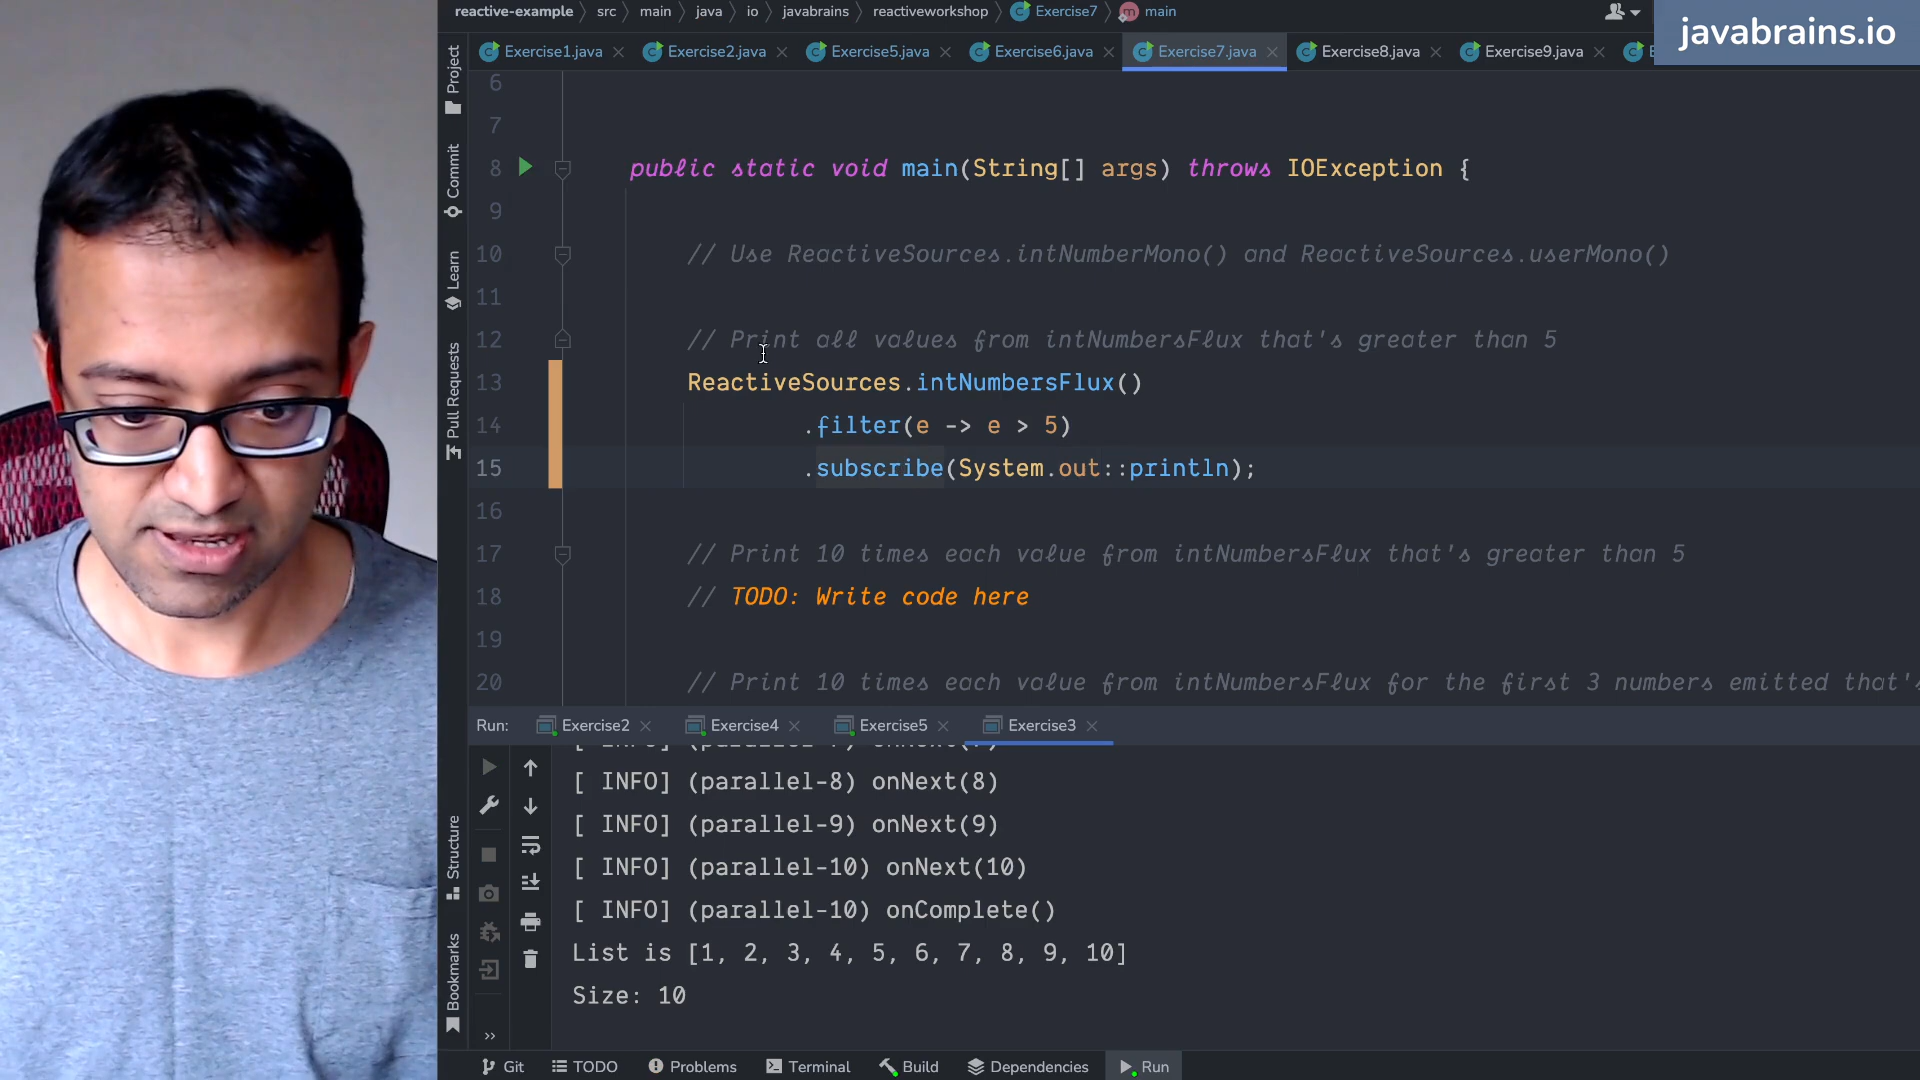 reactive-example 〉 src 〉 main 〉 java 〉 io 〉 javabrains 〉 reactiveworkshop 〉 Exercise7 〉 main
javabrains.io
Exercise1.java Exercise2.java Exercise5.java Exercise6.java Exercise7.java Exercise8.java Exercise9.java
Project
Commit
Learn
Pull Requests
Structure
Bookmarks
6
7
8 public static void main(String[] args) throws IOException {
9
10 // Use ReactiveSources.intNumberMono() and ReactiveSources.userMono()
11
12 // Print all values from intNumbersFlux that's greater than 5
13 ReactiveSources.intNumbersFlux()
14 .filter(e -> e > 5)
15 .subscribe(System.out::println);
16
17 // Print 10 times each value from intNumbersFlux that's greater than 5
18 // TODO: Write code here
19
20 // Print 10 times each value from intNumbersFlux for the first 3 numbers emitted that's
Run: Exercise2 Exercise4 Exercise5 Exercise3
[ INFO] (parallel-8) onNext(8)
[ INFO] (parallel-9) onNext(9)
[ INFO] (parallel-10) onNext(10)
[ INFO] (parallel-10) onComplete()
List is [1, 2, 3, 4, 5, 6, 7, 8, 9, 10]
Size: 10
Git TODO Problems Terminal Build Dependencies Run